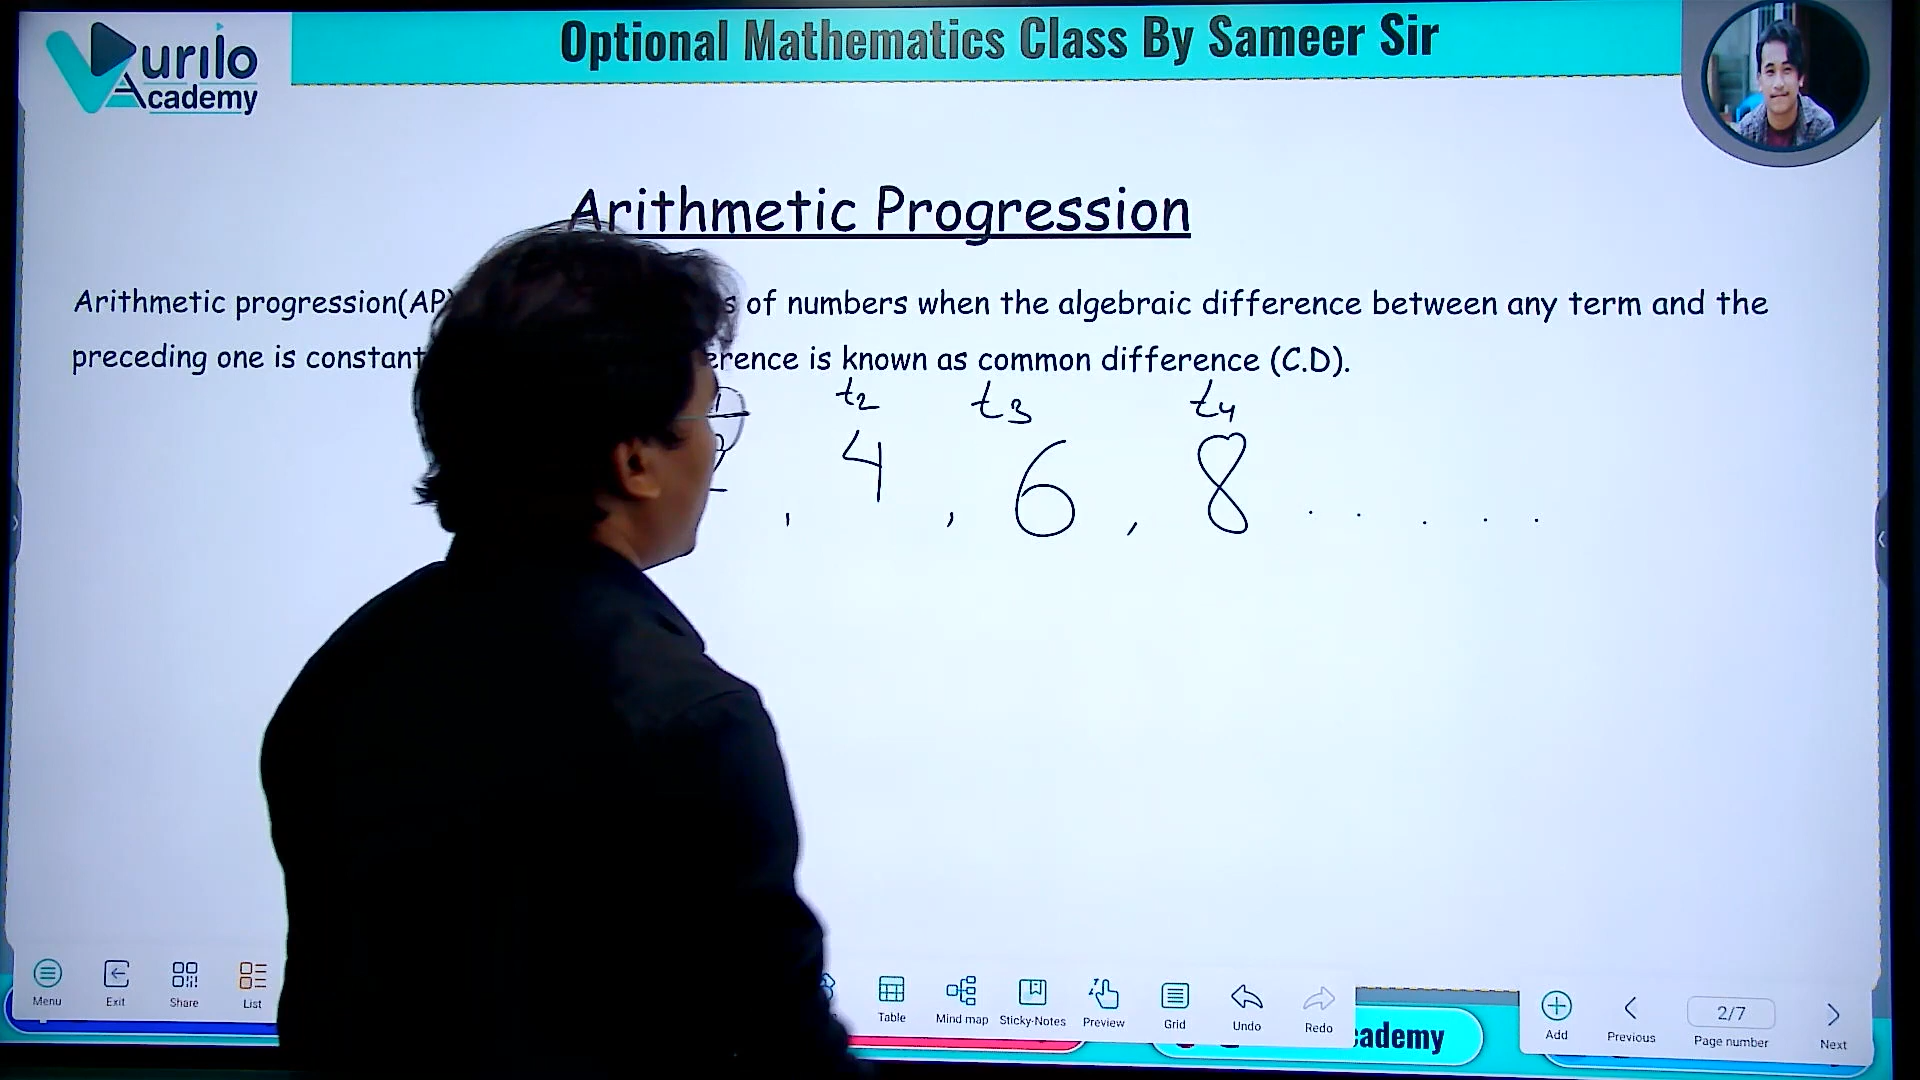 Vurilo
Academy
Optional Mathematics Class By Sameer Sir
Arithmetic Progression
Arithmetic progression(AP) of numbers when the algebraic difference between any term and the
preceding one is constant is known as common difference (C.D).
t2 t3 t4
, 4 , 6 , 8 . . . . .
Menu Exit Share List Table Mind map Sticky-Notes Preview Grid Undo Redo
Add Previous 2/7 Page number Next